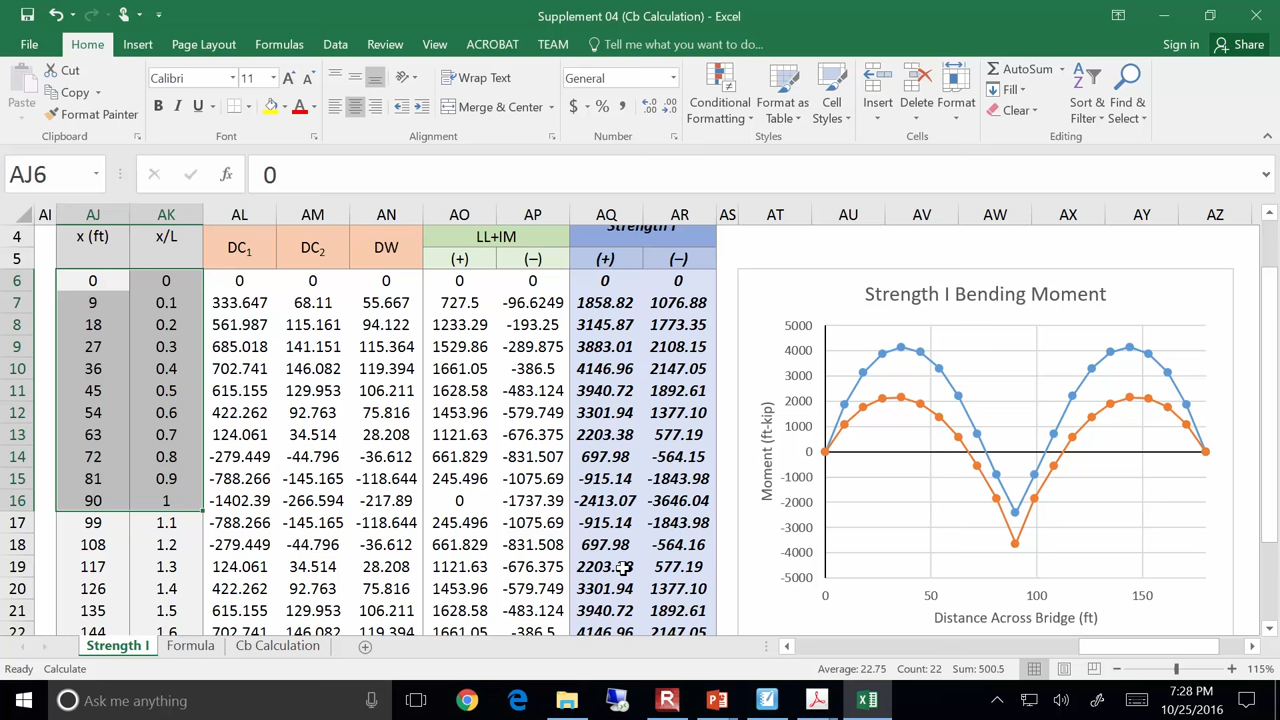 Supplement 04 (Cb Calculation) - Excel
File Home Insert Page Layout Formulas Data Review View ACROBAT TEAM Tell me what you want to do... Sign in Share
Paste Cut Copy Format Painter Clipboard
Calibri 11 B I U Font
Wrap Text Merge & Center Alignment
General $ % , Number
Conditional Formatting Format as Table Cell Styles Styles
Insert Delete Format Cells
AutoSum Fill Clear Sort & Filter Find & Select Editing
AJ6 fx 0
AI AJ AK AL AM AN AO AP AQ AR AS AT AU AV AW AX AY AZ
4 x (ft) x/L DC1 DC2 DW LL+IM Strength I
5 (+) (–) (+) (–)
6 0 0 0 0 0 0 0 0 0
7 9 0.1 333.647 68.11 55.667 727.5 -96.6249 1858.82 1076.88
8 18 0.2 561.987 115.161 94.122 1233.29 -193.25 3145.87 1773.35
9 27 0.3 685.018 141.151 115.364 1529.86 -289.875 3883.01 2108.15
10 36 0.4 702.741 146.082 119.394 1661.05 -386.5 4146.96 2147.05
11 45 0.5 615.155 129.953 106.211 1628.58 -483.124 3940.72 1892.61
12 54 0.6 422.262 92.763 75.816 1453.96 -579.749 3301.94 1377.10
13 63 0.7 124.061 34.514 28.208 1121.63 -676.375 2203.38 577.19
14 72 0.8 -279.449 -44.796 -36.612 661.829 -831.507 697.98 -564.15
15 81 0.9 -788.266 -145.165 -118.644 245.496 -1075.69 -915.14 -1843.98
16 90 1 -1402.39 -266.594 -217.89 0 -1737.39 -2413.07 -3646.04
17 99 1.1 -788.266 -145.165 -118.644 245.496 -1075.69 -915.14 -1843.98
18 108 1.2 -279.449 -44.796 -36.612 661.829 -831.508 697.98 -564.16
19 117 1.3 124.061 34.514 28.208 1121.63 -676.375 577.19
20 126 1.4 422.262 92.763 75.816 1453.96 -579.749 3301.94 1377.10
21 135 1.5 615.155 129.953 106.211 1628.58 -483.124 3940.72 1892.61
22 144 1.6 702.741 146.082 119.394 1661.05 -386.5 4146.96 2147.05
Strength I Bending Moment
Moment (ft-kip)
5000
4000
3000
2000
1000
0
-1000
-2000
-3000
-4000
-5000
0 50 100 150
Distance Across Bridge (ft)
Strength I Formula Cb Calculation
Ready Calculate Average: 22.75 Count: 22 Sum: 500.5 115%
Ask me anything 7:28 PM
10/25/2016